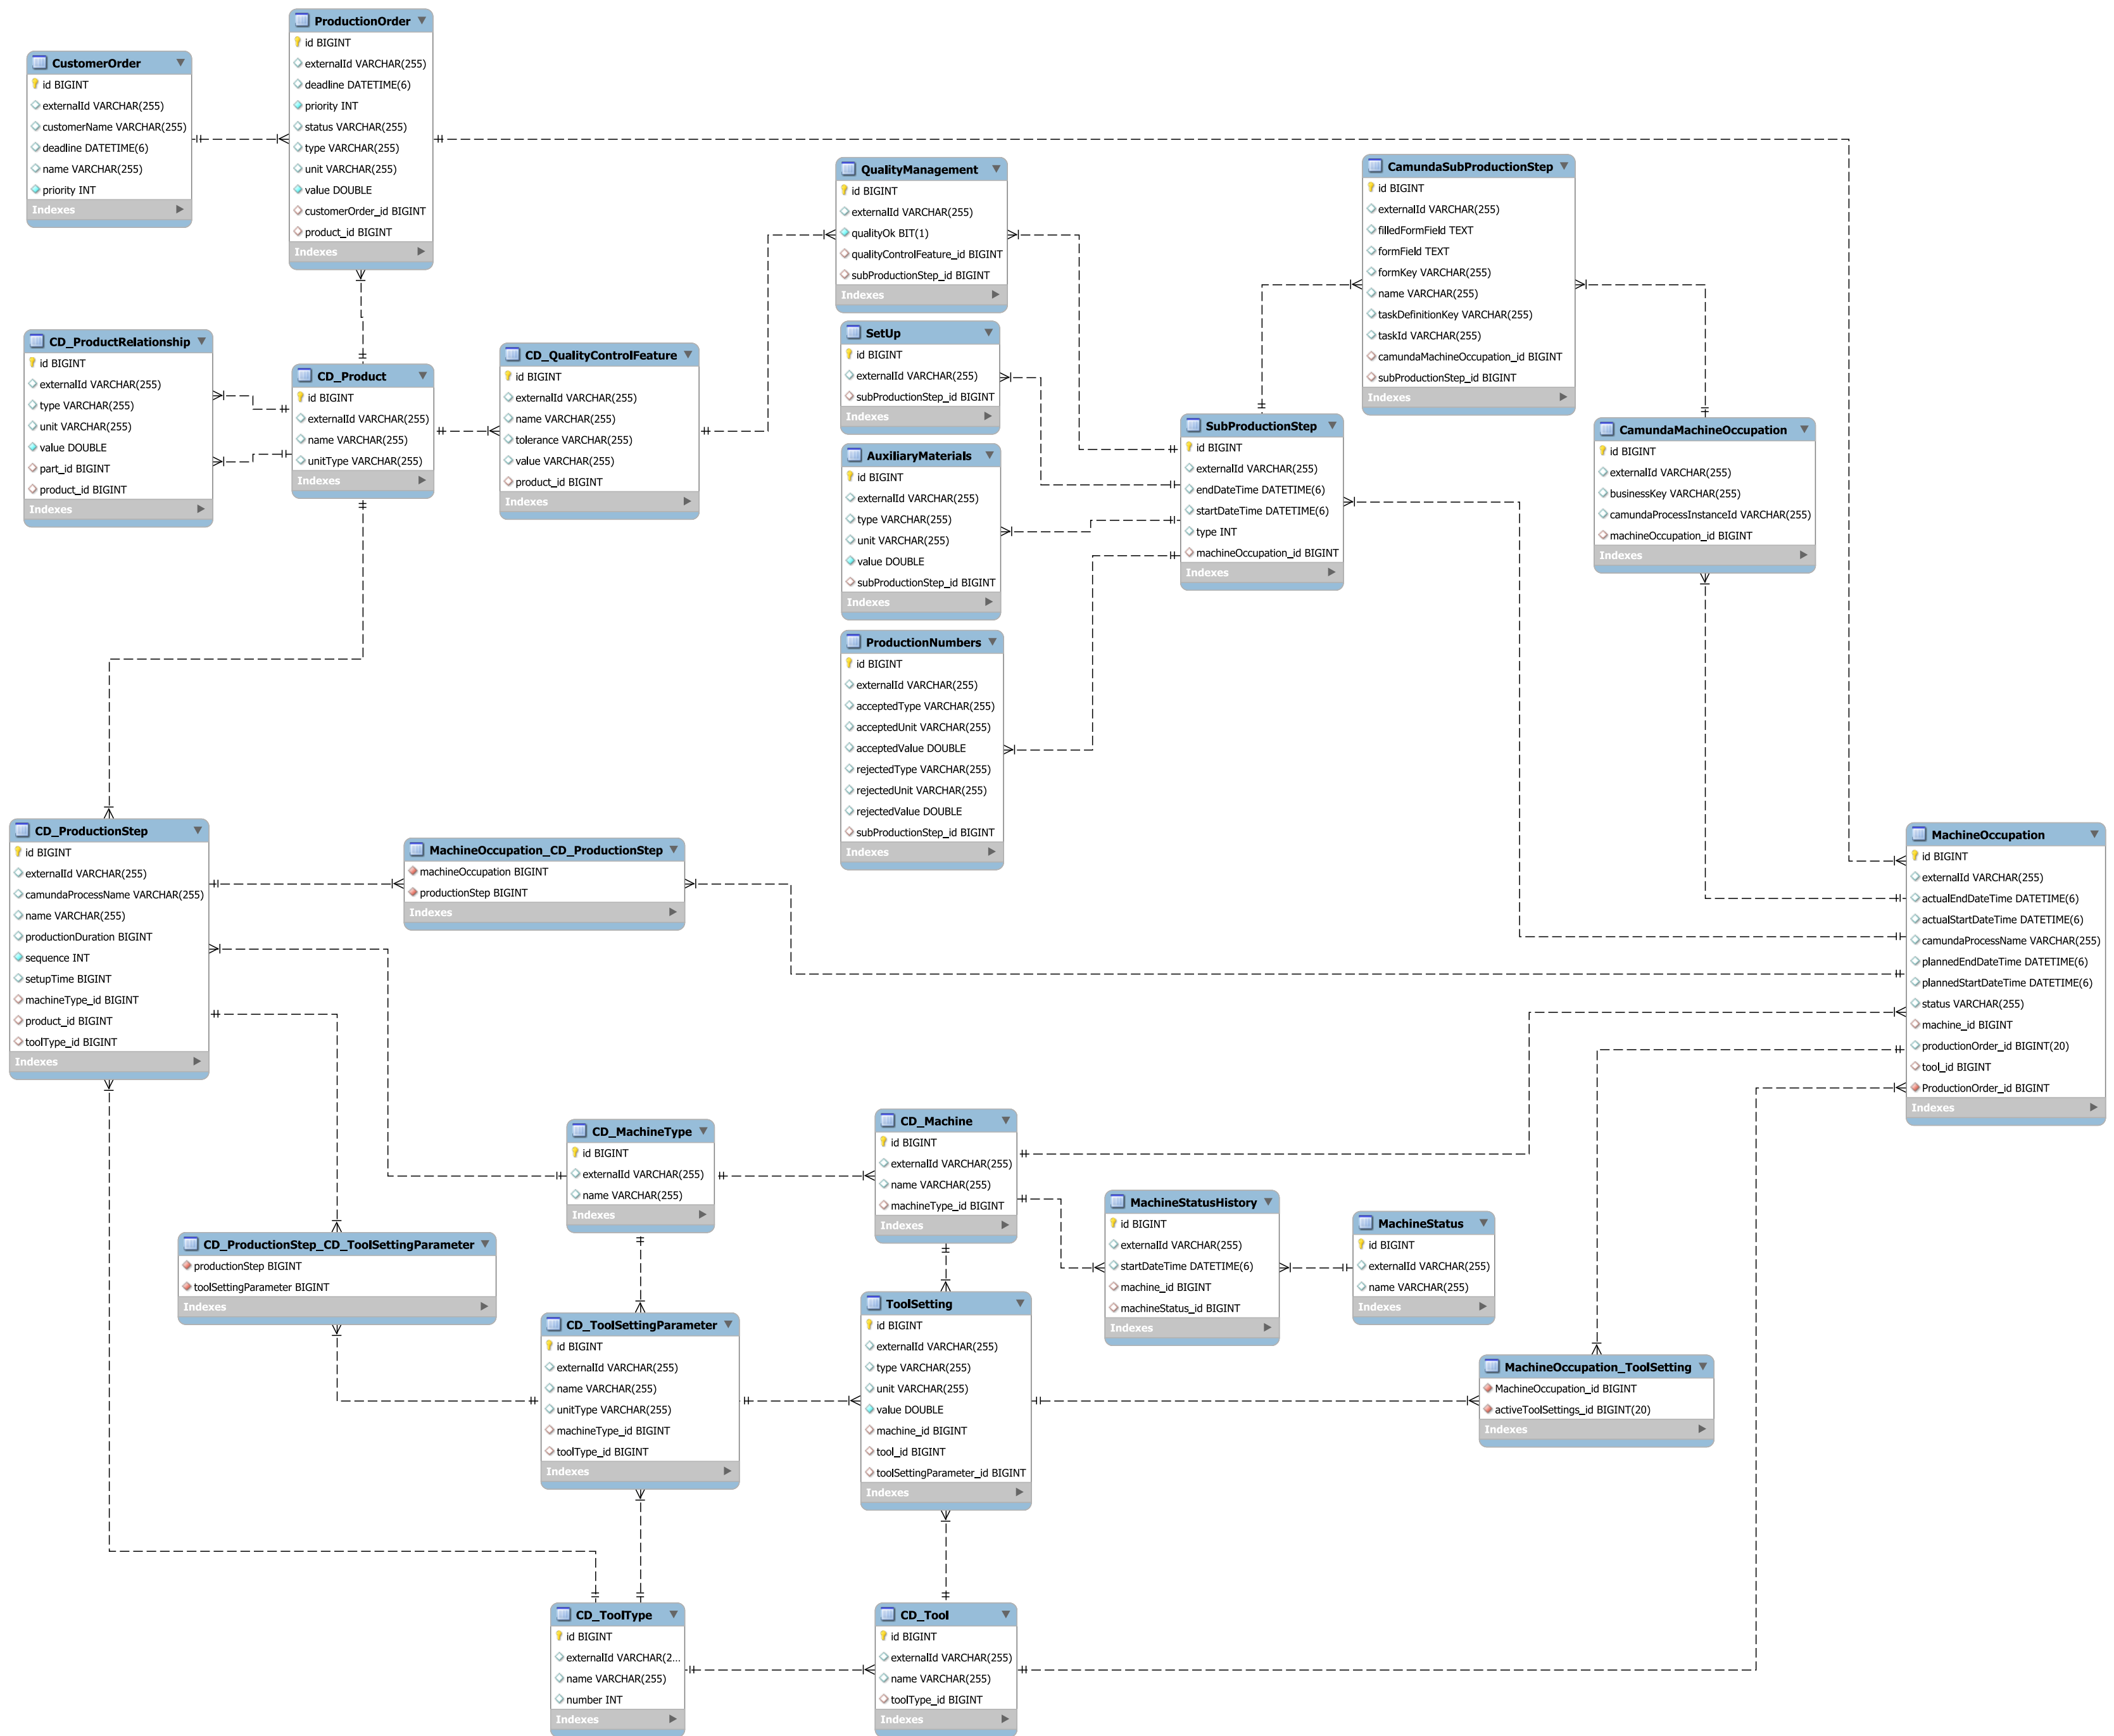 ProductionOrder
id BIGINT
externalId VARCHAR(255)
deadline DATETIME(6)
priority INT
status VARCHAR(255)
type VARCHAR(255)
unit VARCHAR(255)
value DOUBLE
customerOrder_id BIGINT
product_id BIGINT
Indexes
CustomerOrder
id BIGINT
externalId VARCHAR(255)
customerName VARCHAR(255)
deadline DATETIME(6)
name VARCHAR(255)
priority INT
Indexes
QualityManagement
id BIGINT
externalId VARCHAR(255)
qualityOk BIT(1)
qualityControlFeature_id BIGINT
subProductionStep_id BIGINT
Indexes
CamundaSubProductionStep
id BIGINT
externalId VARCHAR(255)
filledFormField TEXT
formField TEXT
formKey VARCHAR(255)
name VARCHAR(255)
taskDefinitionKey VARCHAR(255)
taskId VARCHAR(255)
camundaMachineOccupation_id BIGINT
subProductionStep_id BIGINT
Indexes
SetUp
id BIGINT
externalId VARCHAR(255)
subProductionStep_id BIGINT
Indexes
CD_ProductRelationship
id BIGINT
externalId VARCHAR(255)
type VARCHAR(255)
unit VARCHAR(255)
value DOUBLE
part_id BIGINT
product_id BIGINT
Indexes
CD_Product
id BIGINT
externalId VARCHAR(255)
name VARCHAR(255)
unitType VARCHAR(255)
Indexes
CD_QualityControlFeature
id BIGINT
externalId VARCHAR(255)
name VARCHAR(255)
tolerance VARCHAR(255)
value VARCHAR(255)
product_id BIGINT
Indexes
SubProductionStep
id BIGINT
externalId VARCHAR(255)
endDateTime DATETIME(6)
startDateTime DATETIME(6)
type INT
machineOccupation_id BIGINT
Indexes
CamundaMachineOccupation
id BIGINT
externalId VARCHAR(255)
businessKey VARCHAR(255)
camundaProcessInstanceId VARCHAR(255)
machineOccupation_id BIGINT
Indexes
AuxiliaryMaterials
id BIGINT
externalId VARCHAR(255)
type VARCHAR(255)
unit VARCHAR(255)
value DOUBLE
subProductionStep_id BIGINT
Indexes
ProductionNumbers
id BIGINT
externalId VARCHAR(255)
acceptedType VARCHAR(255)
acceptedUnit VARCHAR(255)
acceptedValue DOUBLE
rejectedType VARCHAR(255)
rejectedUnit VARCHAR(255)
rejectedValue DOUBLE
subProductionStep_id BIGINT
Indexes
CD_ProductionStep
id BIGINT
externalId VARCHAR(255)
camundaProcessName VARCHAR(255)
name VARCHAR(255)
productionDuration BIGINT
sequence INT
setupTime BIGINT
machineType_id BIGINT
product_id BIGINT
toolType_id BIGINT
Indexes
MachineOccupation_CD_ProductionStep
machineOccupation BIGINT
productionStep BIGINT
Indexes
MachineOccupation
id BIGINT
externalId VARCHAR(255)
actualEndDateTime DATETIME(6)
actualStartDateTime DATETIME(6)
camundaProcessName VARCHAR(255)
plannedEndDateTime DATETIME(6)
plannedStartDateTime DATETIME(6)
status VARCHAR(255)
machine_id BIGINT
productionOrder_id BIGINT(20)
tool_id BIGINT
ProductionOrder_id BIGINT
Indexes
CD_MachineType
id BIGINT
externalId VARCHAR(255)
name VARCHAR(255)
Indexes
CD_Machine
id BIGINT
externalId VARCHAR(255)
name VARCHAR(255)
machineType_id BIGINT
Indexes
MachineStatusHistory
id BIGINT
externalId VARCHAR(255)
startDateTime DATETIME(6)
machine_id BIGINT
machineStatus_id BIGINT
Indexes
MachineStatus
id BIGINT
externalId VARCHAR(255)
name VARCHAR(255)
Indexes
CD_ProductionStep_CD_ToolSettingParameter
productionStep BIGINT
toolSettingParameter BIGINT
Indexes
CD_ToolSettingParameter
id BIGINT
externalId VARCHAR(255)
name VARCHAR(255)
unitType VARCHAR(255)
machineType_id BIGINT
toolType_id BIGINT
Indexes
ToolSetting
id BIGINT
externalId VARCHAR(255)
type VARCHAR(255)
unit VARCHAR(255)
value DOUBLE
machine_id BIGINT
tool_id BIGINT
toolSettingParameter_id BIGINT
Indexes
MachineOccupation_ToolSetting
MachineOccupation_id BIGINT
activeToolSettings_id BIGINT(20)
Indexes
CD_ToolType
id BIGINT
externalId VARCHAR(2...
name VARCHAR(255)
number INT
Indexes
CD_Tool
id BIGINT
externalId VARCHAR(255)
name VARCHAR(255)
toolType_id BIGINT
Indexes